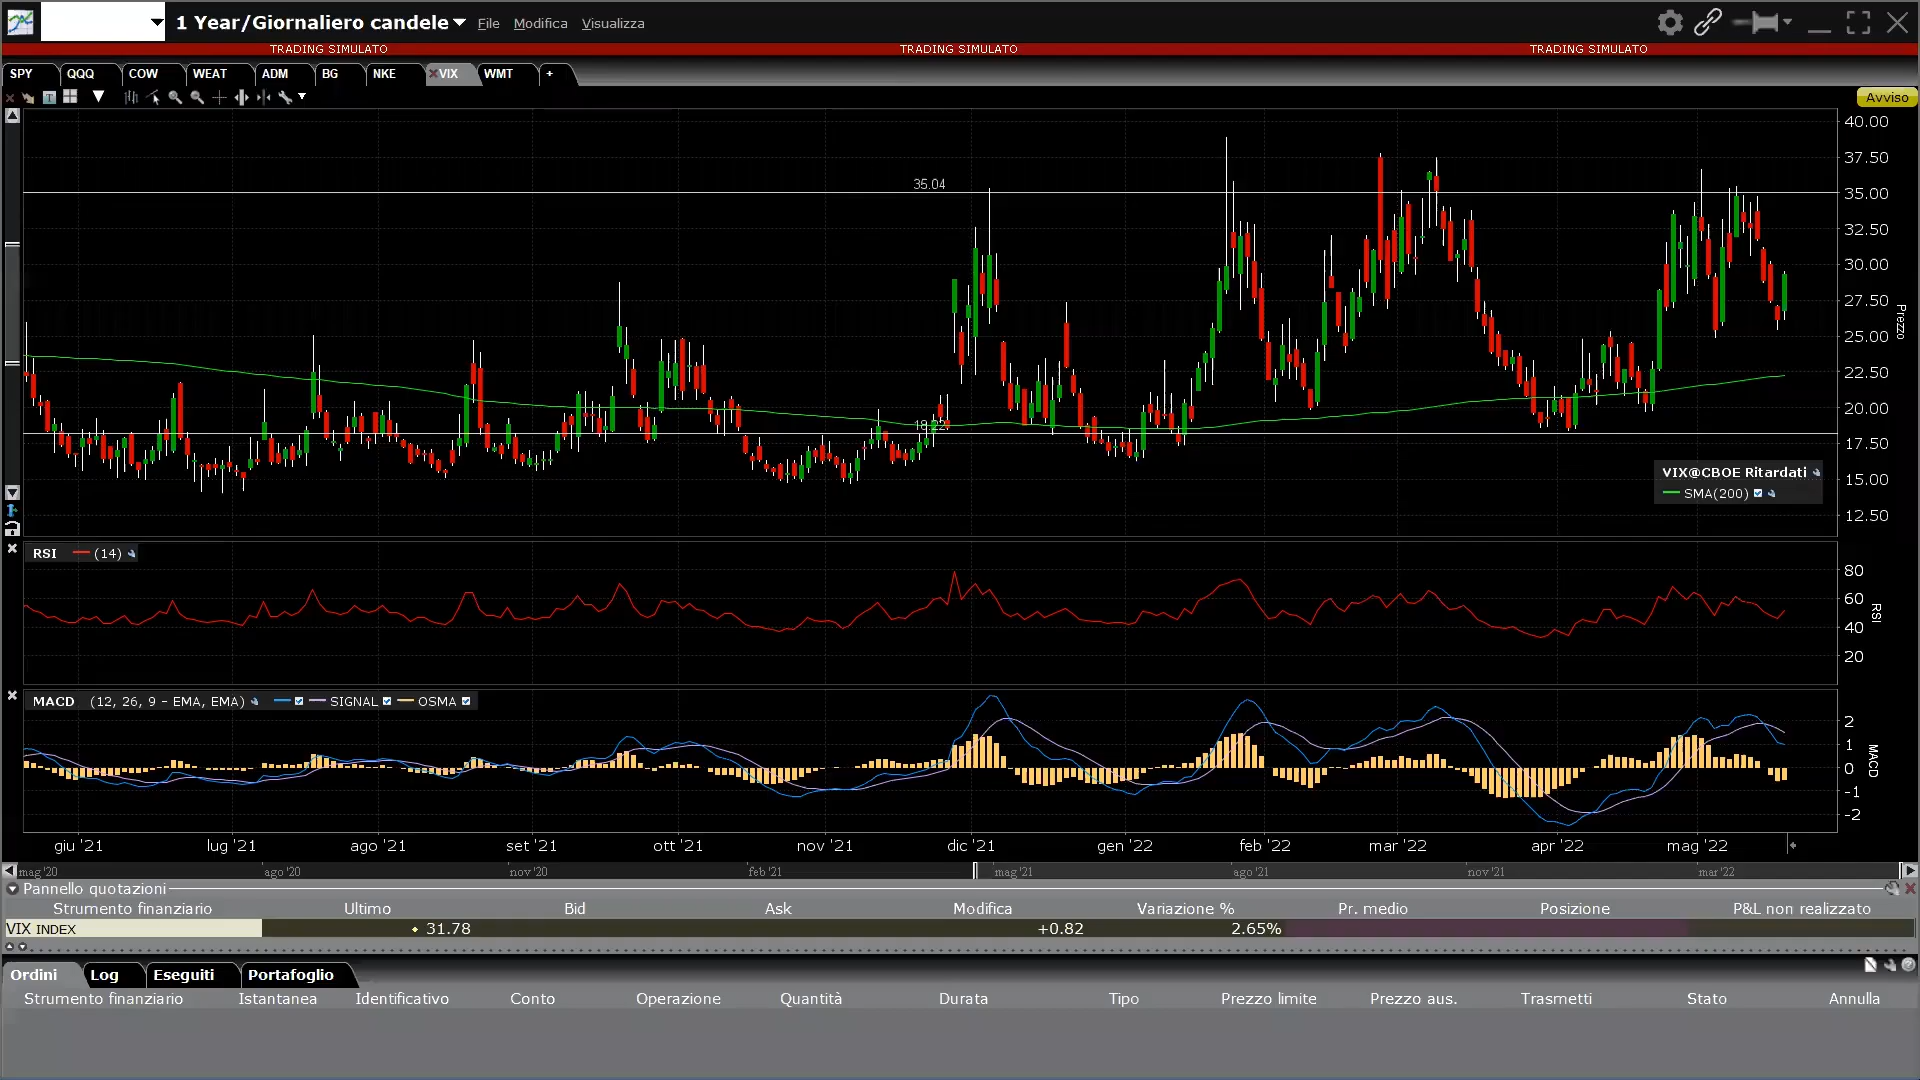 1 Year/Giornaliero candele File Modifica Visualizza
TRADING SIMULATO TRADING SIMULATO TRADING SIMULATO
SPY QQQ COW WEAT ADM BG NKE VIX WMT +
Avviso
40.00
37.50
35.04
35.00
32.50
30.00
27.50
Prezzo
25.00
22.50
20.00
18.22
17.50
VIX@CBOE Ritardati
15.00
SMA(200)
12.50
RSI (14)
80
60
RSI
40
20
MACD (12, 26, 9 - EMA, EMA) SIGNAL OSMA
2
1
MACD
0
-1
-2
giu '21 lug '21 ago '21 set '21 ott '21 nov '21 dic '21 gen '22 feb '22 mar '22 apr '22 mag '22
mag '20 ago '20 nov '20 feb '21 mag '21 ago '21 nov '21 mar '22
Pannello quotazioni
Strumento finanziario Ultimo Bid Ask Modifica Variazione % Pr. medio Posizione P&L non realizzato
VIX INDEX 31.78 +0.82 2.65%
Ordini Log Eseguiti Portafoglio
Strumento finanziario Istantanea Identificativo Conto Operazione Quantità Durata Tipo Prezzo limite Prezzo aus. Trasmetti Stato Annulla